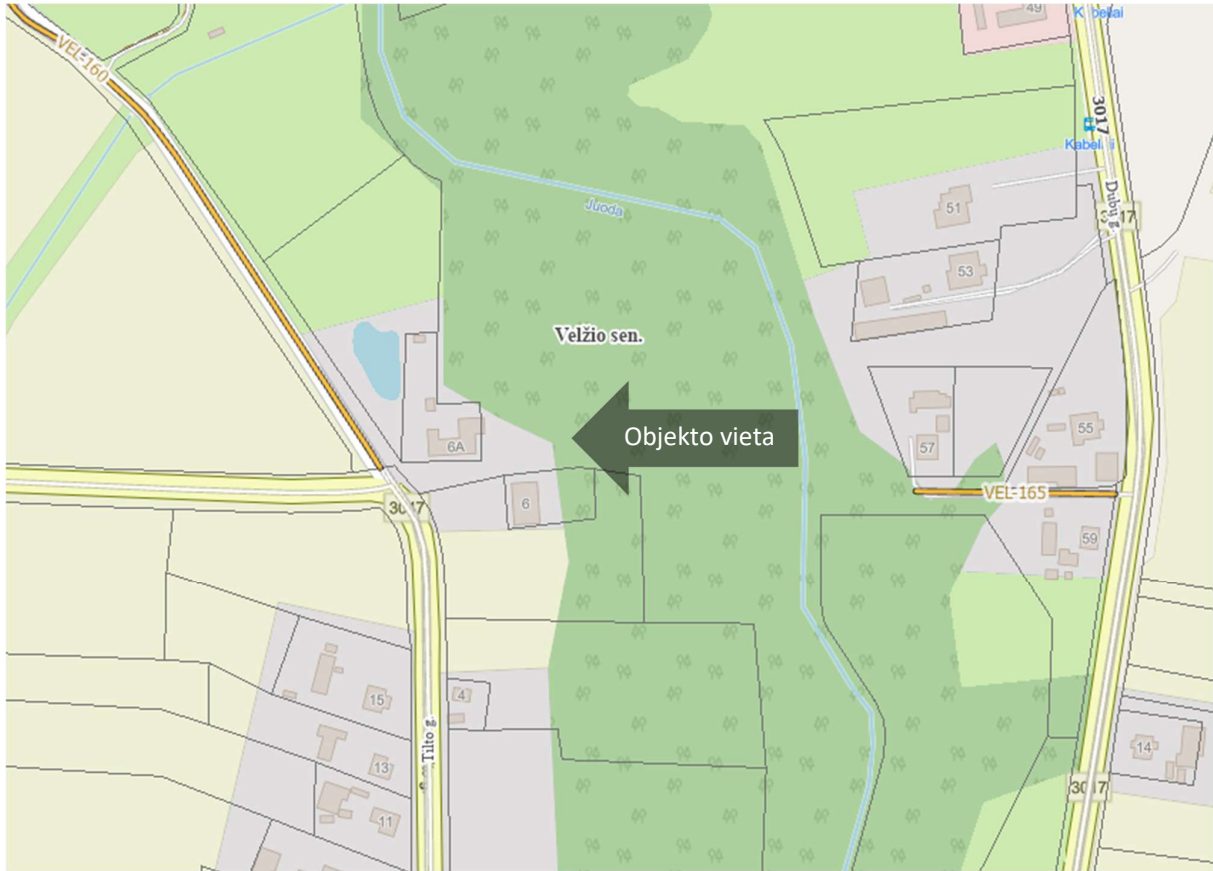 49
Kabeliai
VEL-160
3017
Kabeliai
Juoda
51
Dubų g.
3017
53
Velžio sen.
Objekto vieta
6A
57
55
VEL-165
6
3017
59
15
4
Tilto g.
14
13
3017
11